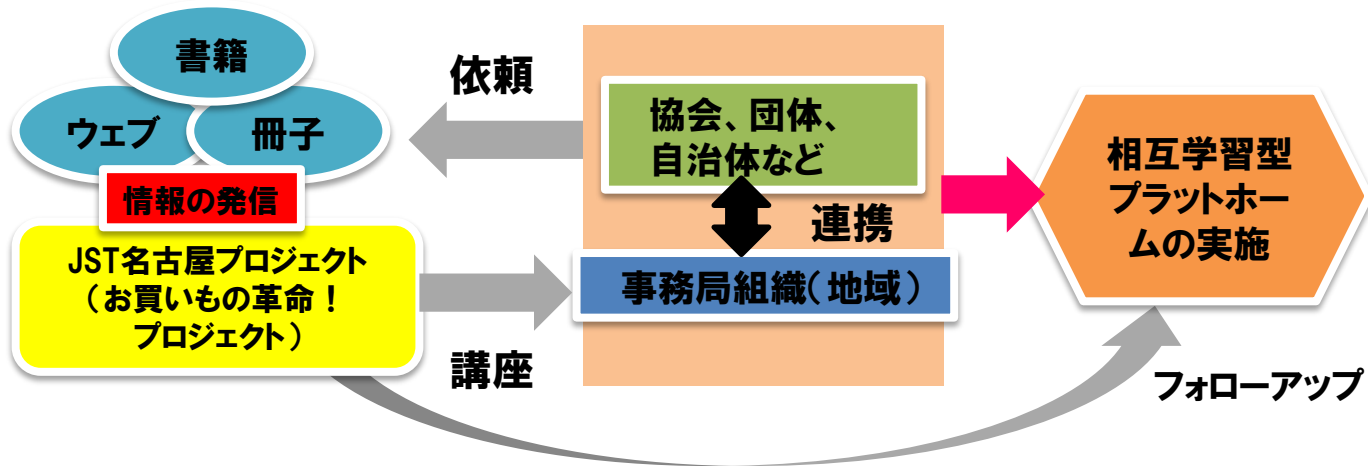 書籍
ウェブ
冊子
情報の発信
JST名古屋プロジェクト
（お買いもの革命！
プロジェクト）
依頼
講座
協会、団体、
自治体など
連携
事務局組織（地域）
相互学習型
プラットホー
ムの実施
フォローアップ